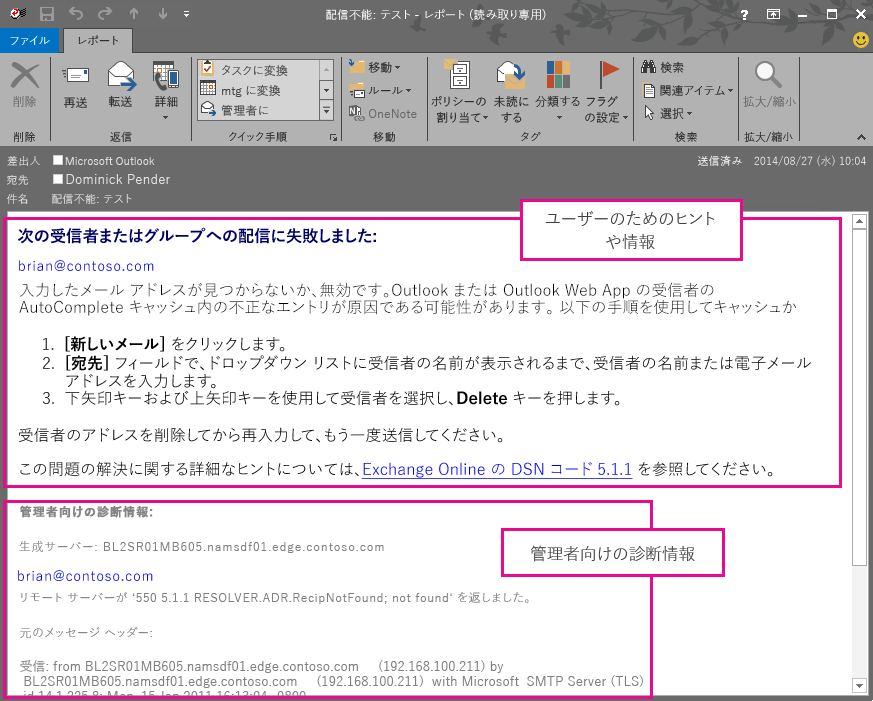 配信不能: テスト - レポート (読み取り専用)
ファイル レポート
削除
再送 転送 詳細
タスクに変換
mtg に変換
管理者に
移動
ルール
OneNote
ポリシーの割り当て
未読にする
分類する
フラグの設定
検索
関連アイテム
選択
拡大/縮小
削除 返信 クイック手順 移動 タグ 検索 拡大/縮小
差出人 Microsoft Outlook
送信済み 2014/08/27 (水) 10:04
宛先 Dominick Pender
件名 配信不能: テスト
ユーザーのためのヒント
や情報
次の受信者またはグループへの配信に失敗しました:
brian@contoso.com
入力したメール アドレスが見つからないか、無効です。Outlook または Outlook Web App の受信者の
AutoComplete キャッシュ内の不正なエントリが原因である可能性があります。 以下の手順を使用してキャッシュか
1. [新しいメール] をクリックします。
2. [宛先] フィールドで、ドロップダウン リストに受信者の名前が表示されるまで、受信者の名前または電子メール
アドレスを入力します。
3. 下矢印キーおよび上矢印キーを使用して受信者を選択し、Delete キーを押します。
受信者のアドレスを削除してから再入力して、もう一度送信してください。
この問題の解決に関する詳細なヒントについては、Exchange Online の DSN コード 5.1.1 を参照してください。
管理者向けの診断情報:
管理者向けの診断情報
生成サーバー: BL2SR01MB605.namsdf01.edge.contoso.com
brian@contoso.com
リモート サーバーが '550 5.1.1 RESOLVER.ADR.RecipNotFound; not found' を返しました。
元のメッセージ ヘッダー:
受信: from BL2SR01MB605.namsdf01.edge.contoso.com (192.168.100.211) by
BL2SR01MB605.namsdf01.edge.contoso.com (192.168.100.211) with Microsoft SMTP Server (TLS)
id 14.1.225.8; Mon, 15 Jan 2011 16:13:04 -0800